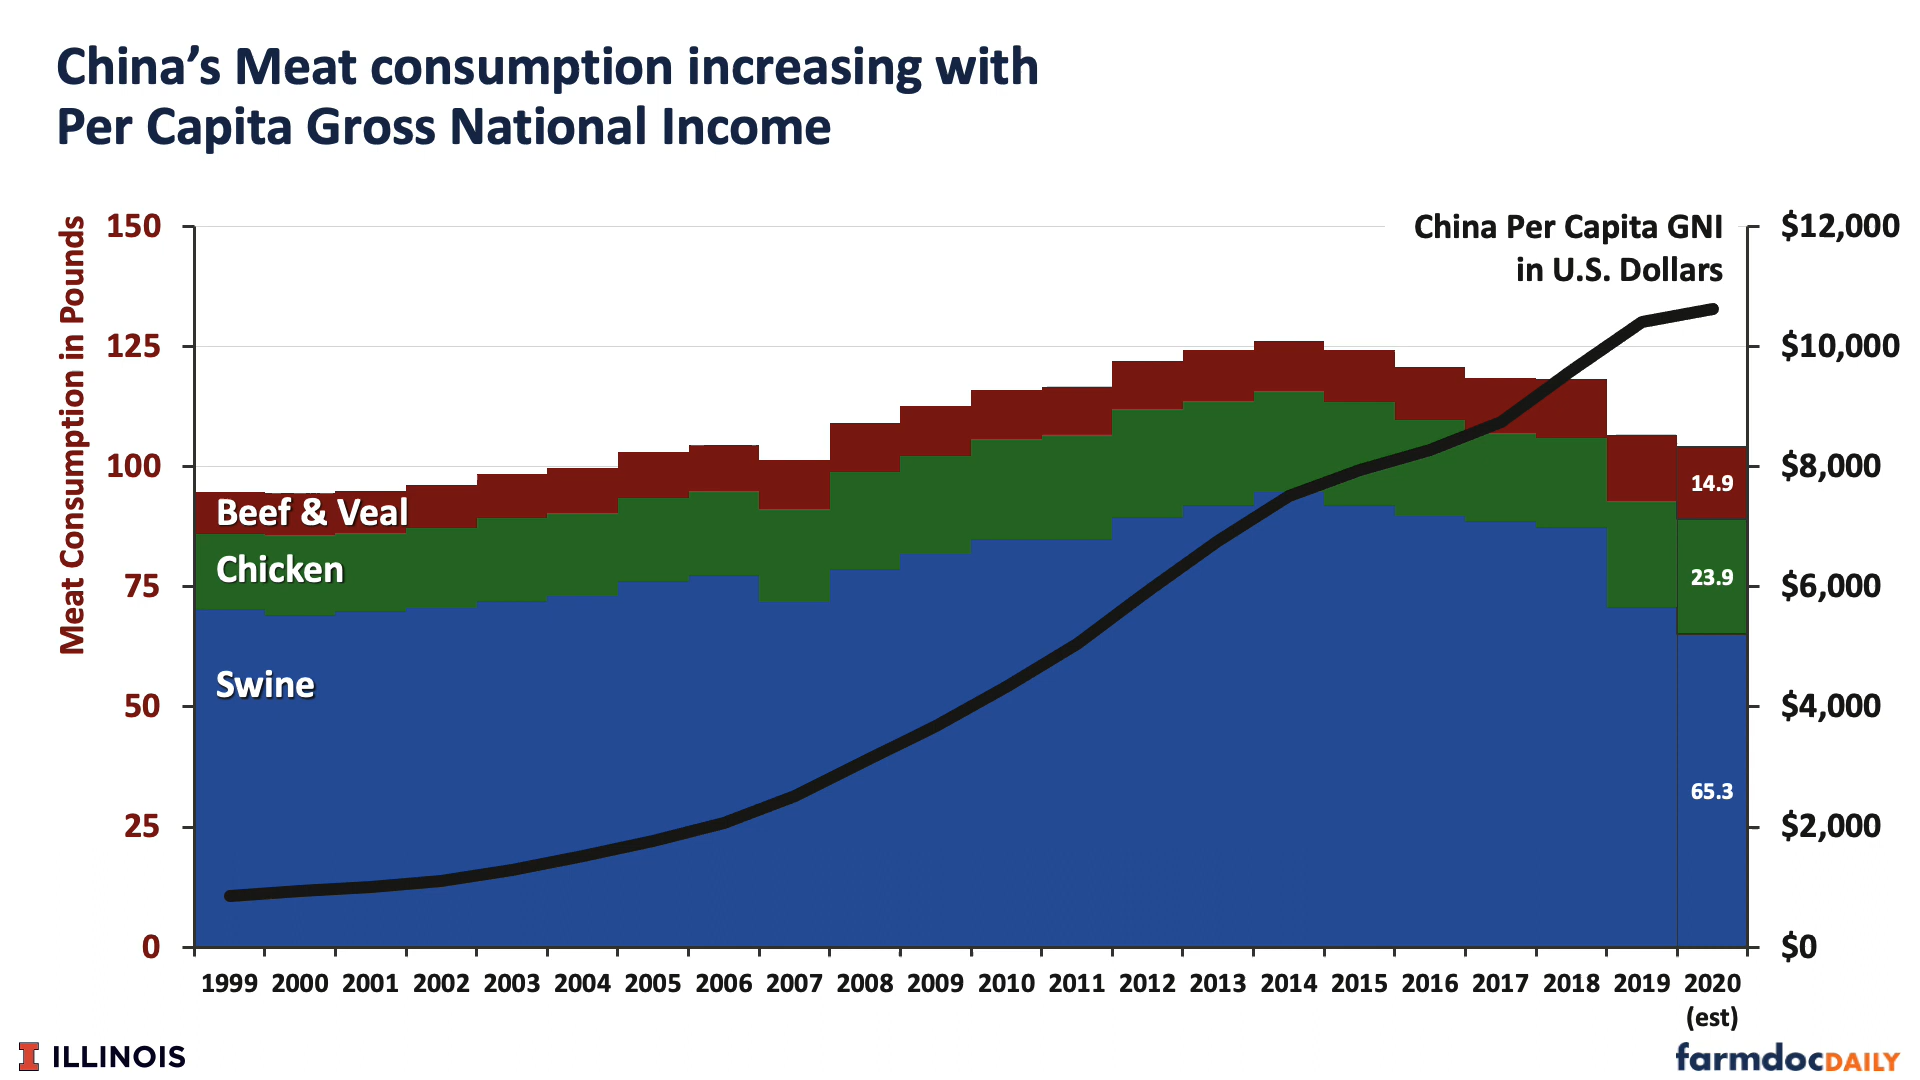 China’s Meat consumption increasing with
Per Capita Gross National Income
Meat Consumption in Pounds
150
125
100
75
50
25
0
China Per Capita GNI
in U.S. Dollars
$12,000
$10,000
$8,000
$6,000
$4,000
$2,000
$0
Beef & Veal
Chicken
Swine
14.9
23.9
65.3
1999 2000 2001 2002 2003 2004 2005 2006 2007 2008 2009 2010 2011 2012 2013 2014 2015 2016 2017 2018 2019 2020
(est)
I ILLINOIS
farmdocDAILY